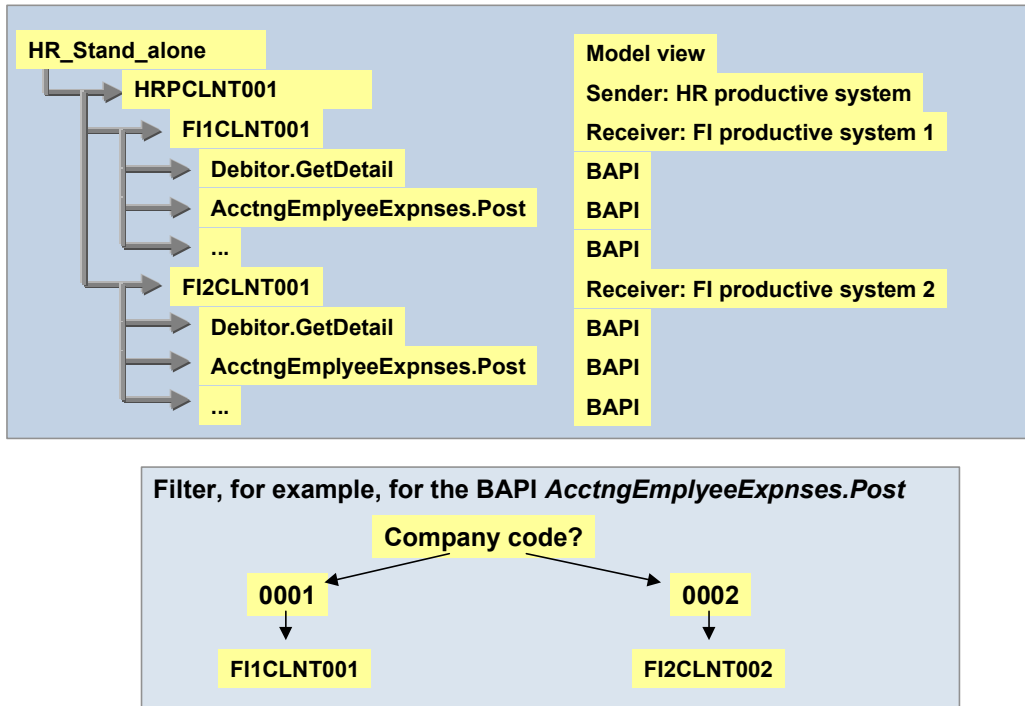 HR_Stand_alone Model view
HRPCLNT001 Sender: HR productive system
FI1CLNT001 Receiver: FI productive system 1
Debitor.GetDetail BAPI
AcctngEmplyeeExpnses.Post BAPI
... BAPI
FI2CLNT001 Receiver: FI productive system 2
Debitor.GetDetail BAPI
AcctngEmplyeeExpnses.Post BAPI
... BAPI
Filter, for example, for the BAPI AcctngEmplyeeExpnses.Post
Company code?
0001 0002
FI1CLNT001 FI2CLNT002